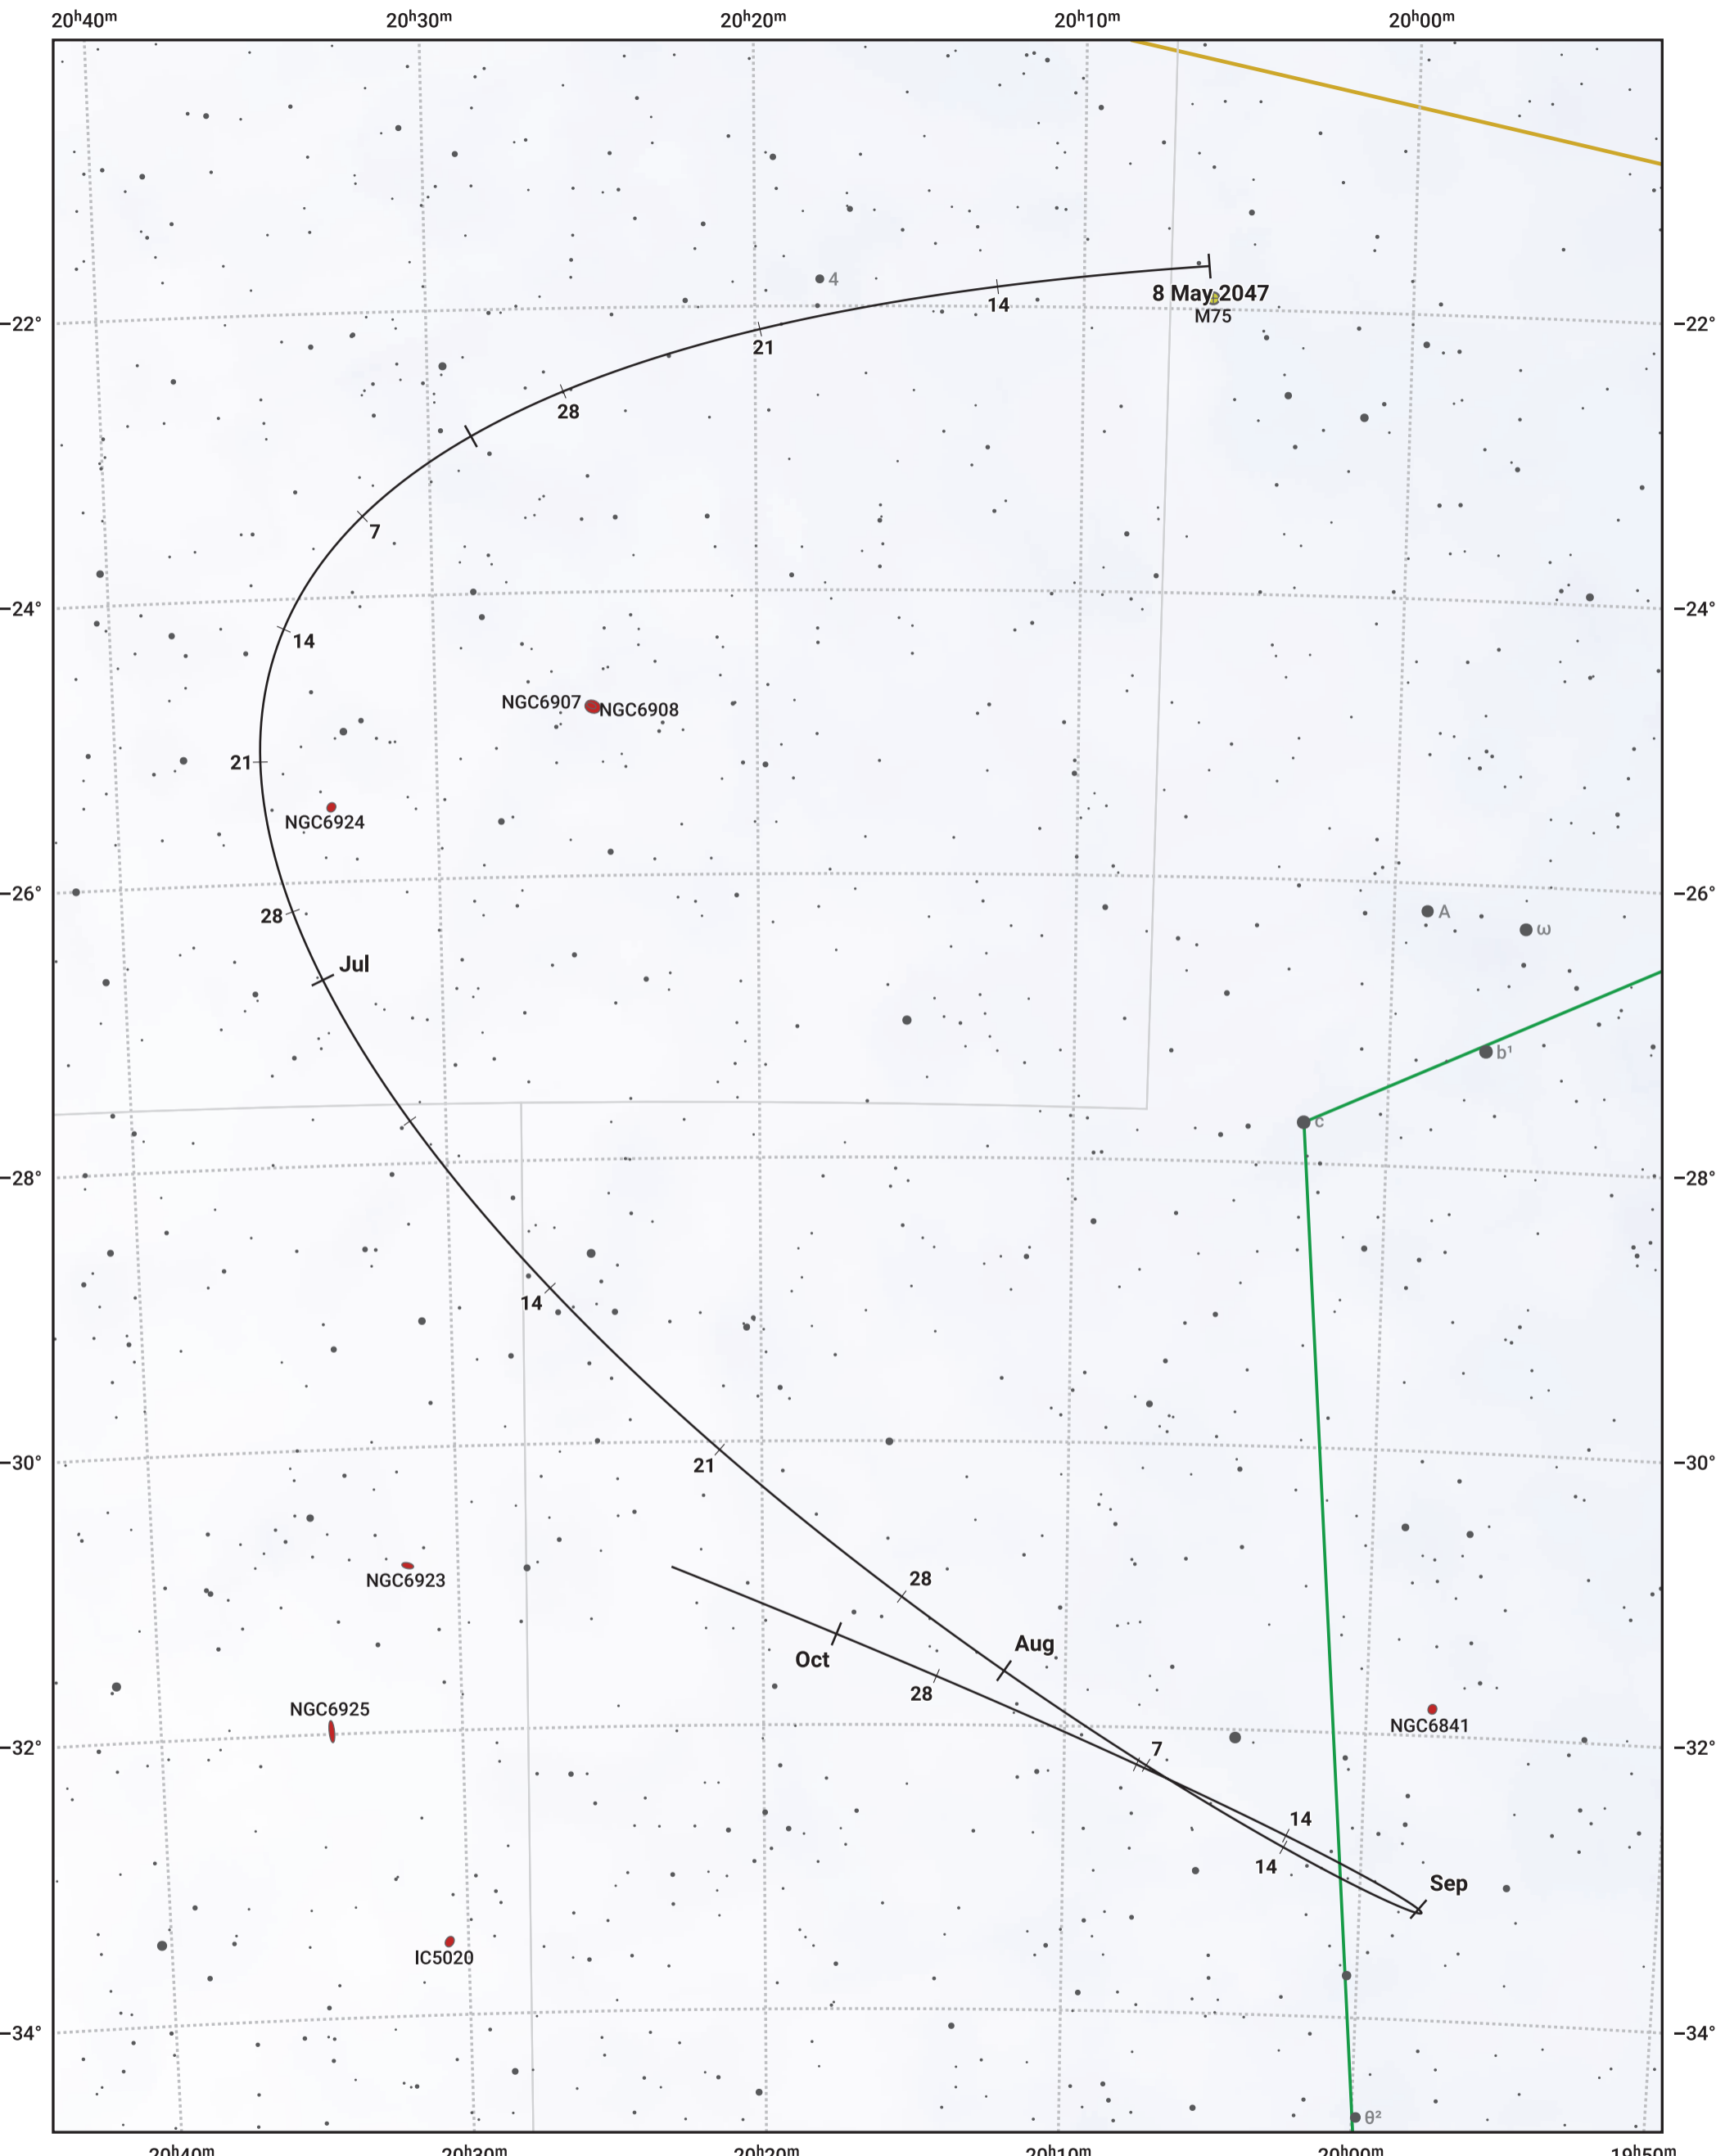 20ʰ40ᵐ 20ʰ30ᵐ 20ʰ20ᵐ 20ʰ10ᵐ 20ʰ00ᵐ
4
8 May 2047
14
M75
−22° −22°
21
28
7
−24° −24°
14
NGC6907 NGC6908
21
NGC6924
−26° −26°
28 A
ω
Jul
b¹
c
−28° −28°
14
−30° −30°
21
28
NGC6923
Aug
Oct
28
NGC6925
NGC6841
−32° −32°
7
14
14
Sep
IC5020
−34° −34°
θ²
20ʰ40ᵐ 20ʰ30ᵐ 20ʰ20ᵐ 20ʰ10ᵐ 20ʰ00ᵐ 19ʰ50ᵐ